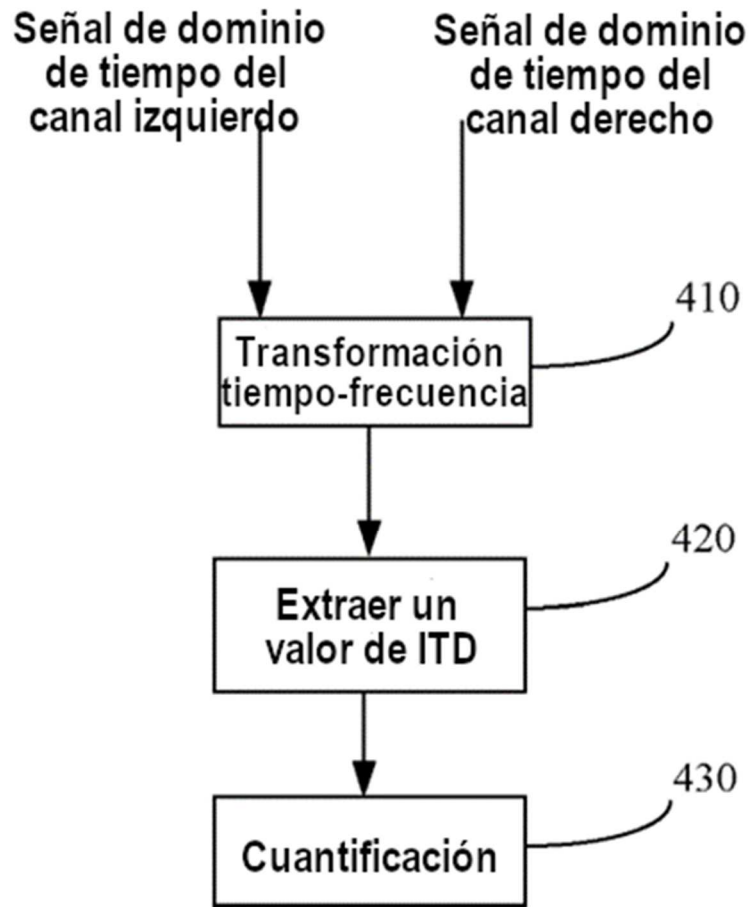 Señal de dominio
de tiempo del
canal izquierdo
Señal de dominio
de tiempo del
canal derecho
410
Transformación
tiempo-frecuencia
420
Extraer un
valor de ITD
430
Cuantificación